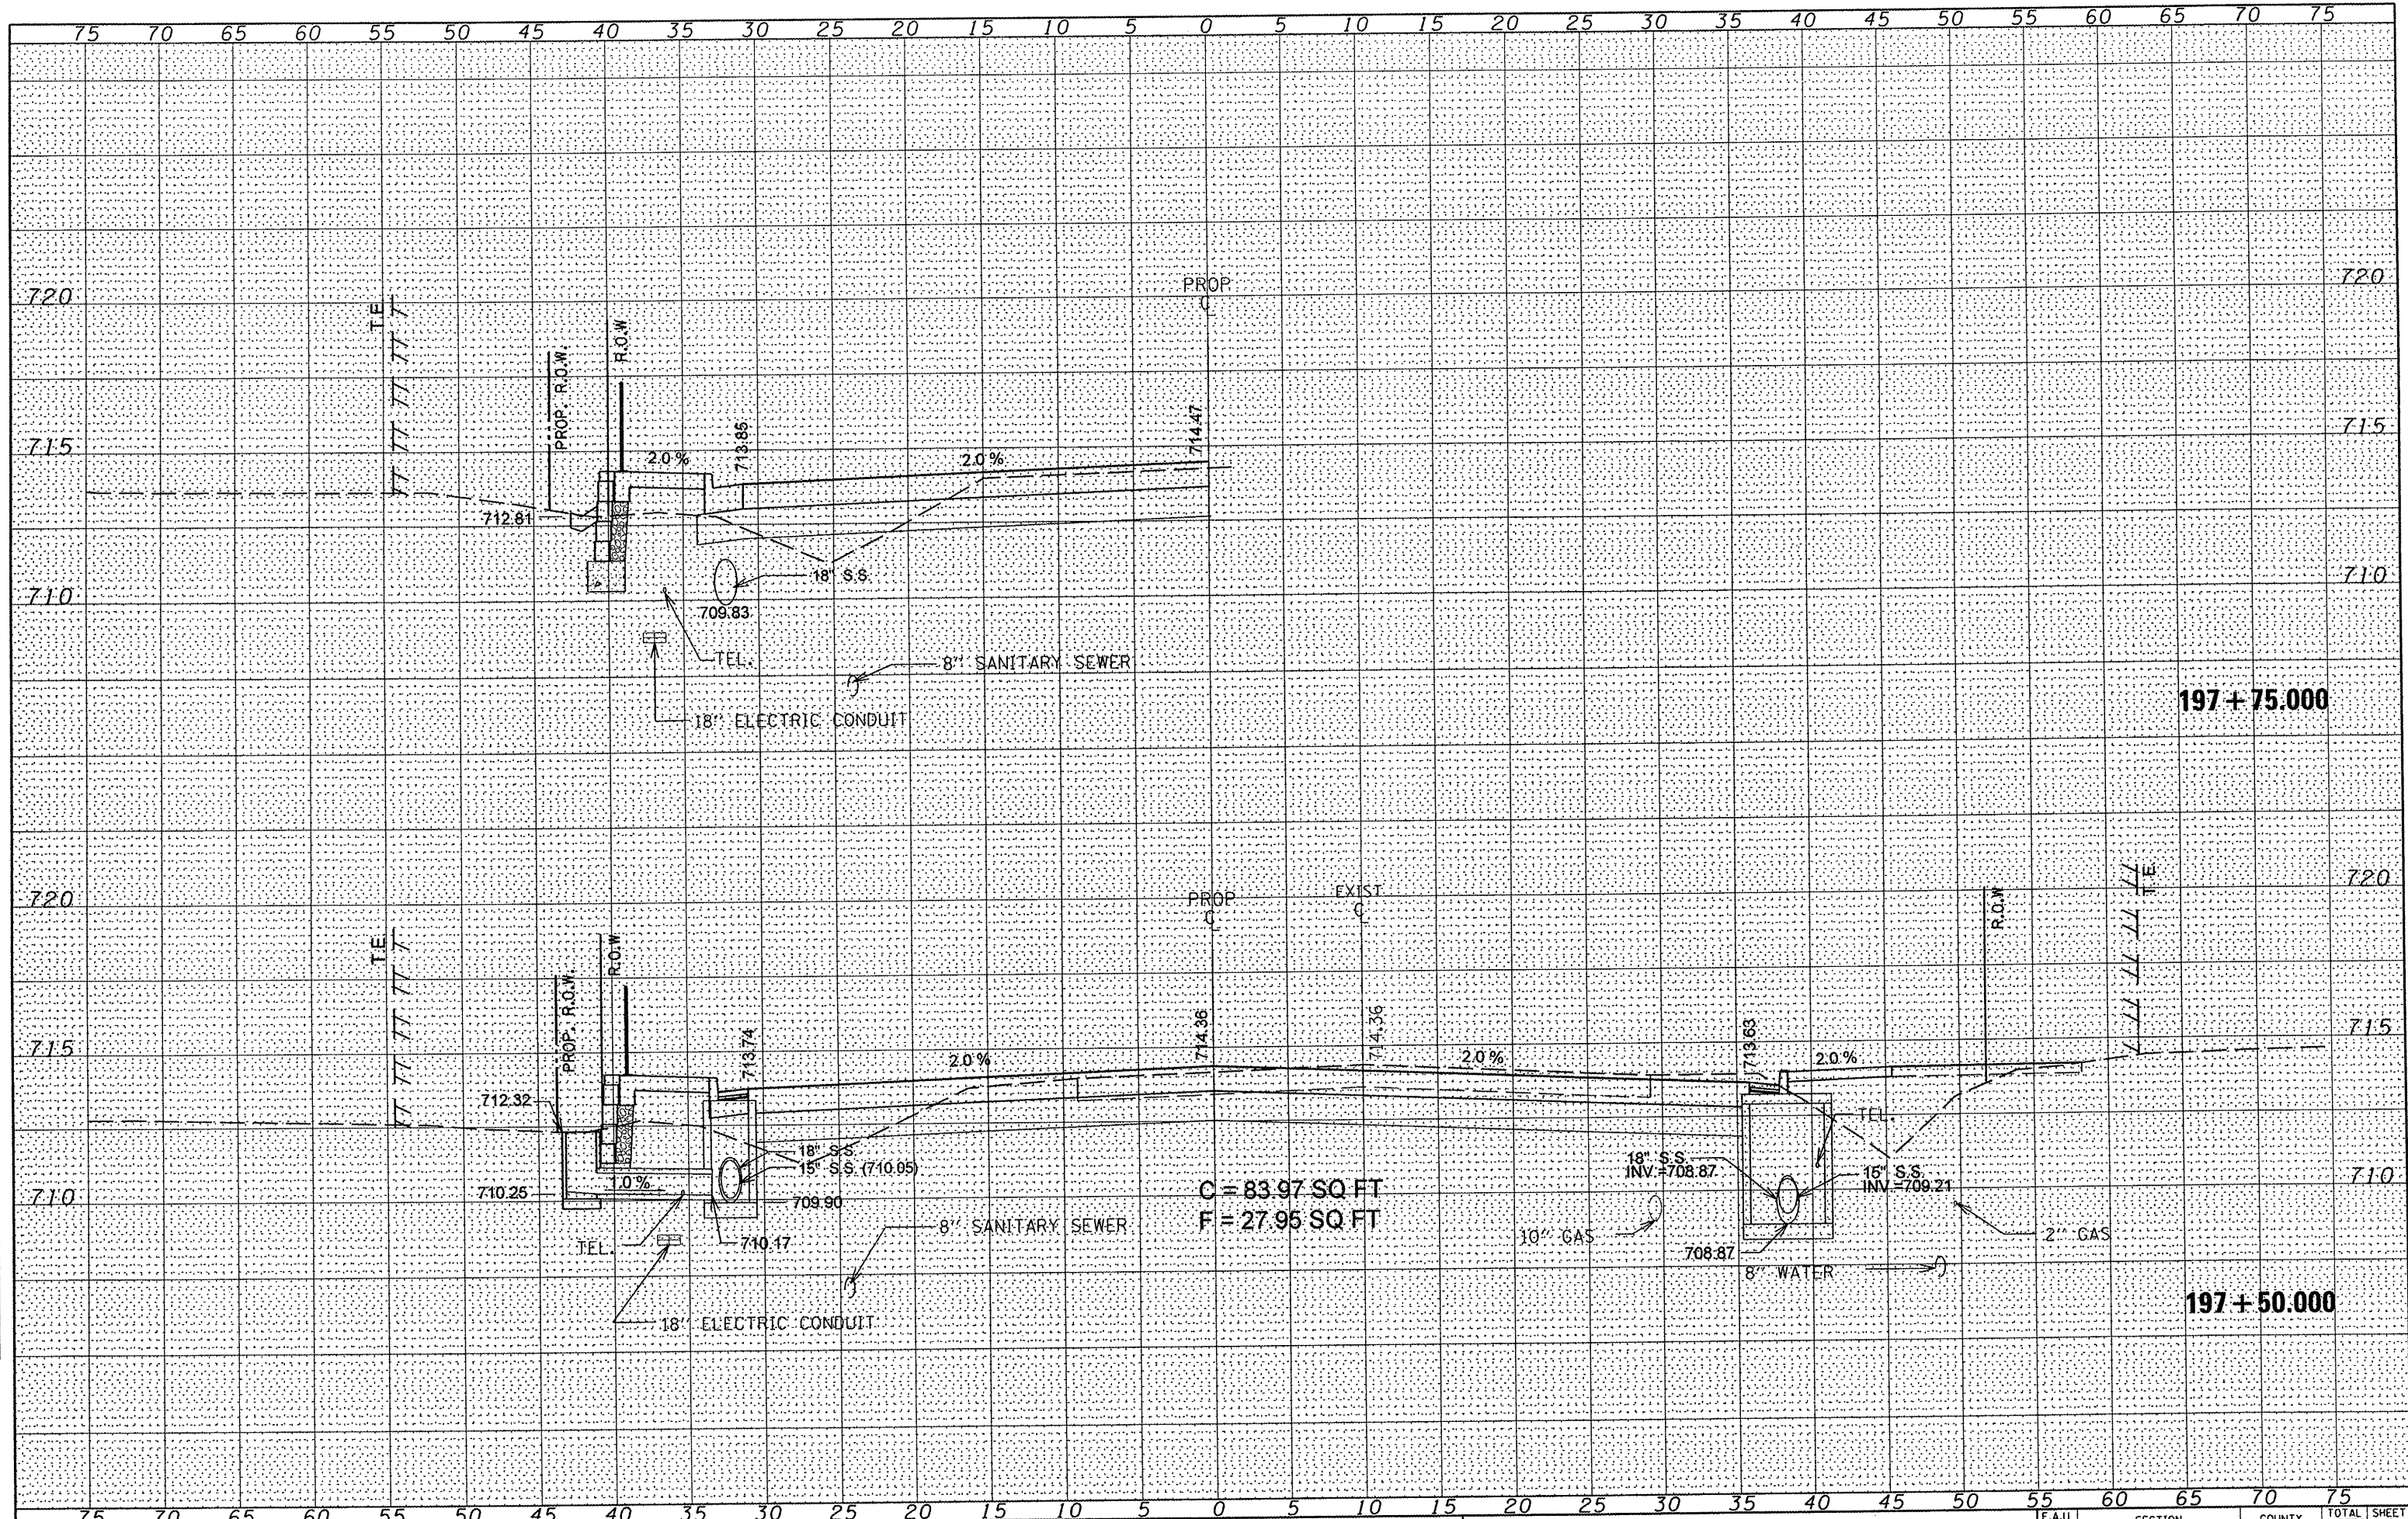 75 70 65 60 55 50 45 40 35 30 25 20 15 10 5 0 5 10 15 20 25 30 35 40 45 50 55 60 65 70 75
PROP
C
L
720 720
T.E.
PROP. R.O.W.
R.O.W
715 715
2.0 %
713.85
2.0 %
714.47
712.81
18" S.S.
710 710
709.83
TEL.
8" SANITARY SEWER
18" ELECTRIC CONDUIT
197 + 75.000
720 720
PROP
C
L
EXIST
C
L
T.E.
R.O.W
T.E.
PROP. R.O.W.
R.O.W
715 715
713.74
2.0 %
714.36
714.36
2.0 %
713.63
2.0 %
712.32
TEL.
18" S.S.
15" S.S. (710.05)
18" S.S.
INV.=708.87
15" S.S.
INV.=709.21
710 710
710.25
1.0 %
709.90
C = 83.97 SQ FT
F = 27.95 SQ FT
8" SANITARY SEWER
TEL.
710.17
10" GAS
708.87
2" GAS
8" WATER
18" ELECTRIC CONDUIT
197 + 50.000
75 70 65 60 55 50 45 40 35 30 25 20 15 10 5 0 5 10 15 20 25 30 35 40 45 50 55 60 65 70 75
F.A.U. SECTION COUNTY TOTAL SHEET